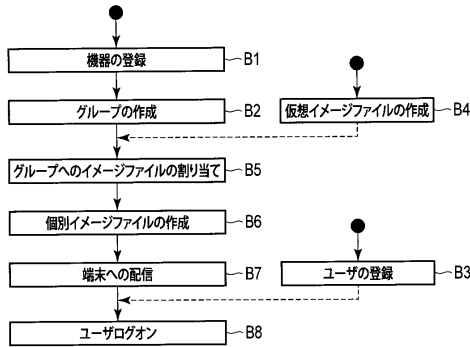 機器の登録 B1
グループの作成 B2
仮想イメージファイルの作成 B4
グループへのイメージファイルの割り当て B5
個別イメージファイルの作成 B6
端末への配信 B7
ユーザの登録 B3
ユーザログオン B8